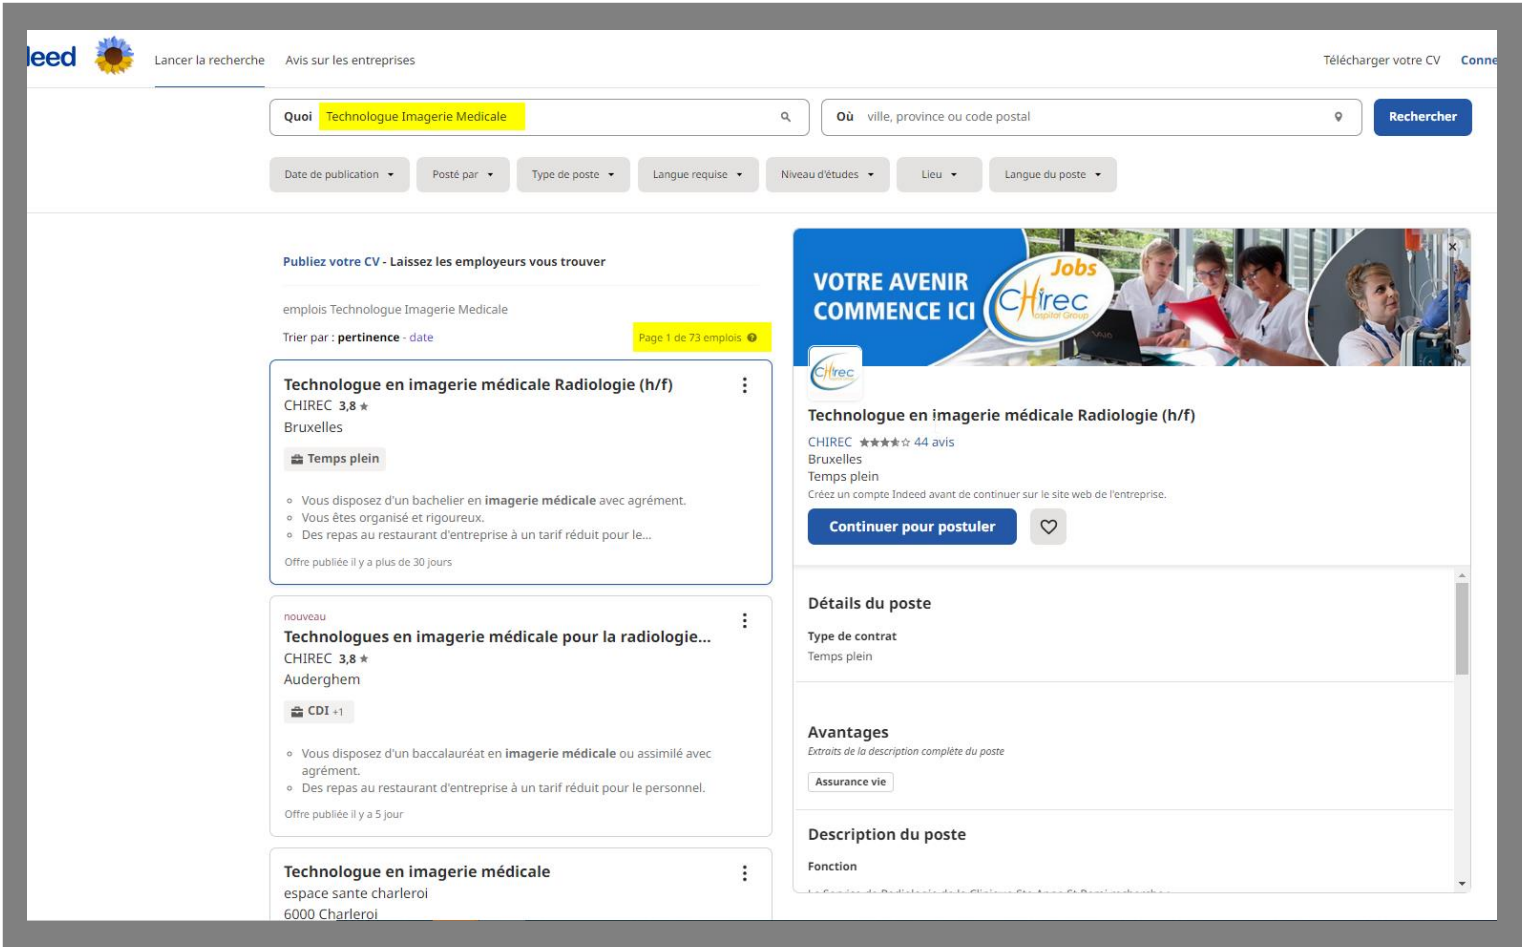 leed
Lancer la recherche
Avis sur les entreprises
Télécharger votre CV
Conne
Quoi Technologue Imagerie Medicale
Où ville, province ou code postal
Rechercher
Date de publication
Posté par
Type de poste
Langue requise
Niveau d'études
Lieu
Langue du poste
Publiez votre CV - Laissez les employeurs vous trouver
emplois Technologue Imagerie Medicale
Trier par : pertinence - date
Page 1 de 73 emplois
Technologue en imagerie médicale Radiologie (h/f)
CHIREC 3,8 ★
Bruxelles
Temps plein
Vous disposez d'un bachelier en imagerie médicale avec agrément.
Vous êtes organisé et rigoureux.
Des repas au restaurant d'entreprise à un tarif réduit pour le...
Offre publiée il y a plus de 30 jours
nouveau
Technologues en imagerie médicale pour la radiologie...
CHIREC 3,8 ★
Auderghem
CDI +1
Vous disposez d'un baccalauréat en imagerie médicale ou assimilé avec
agrément.
Des repas au restaurant d'entreprise à un tarif réduit pour le personnel.
Offre publiée il y a 5 jour
Technologue en imagerie médicale
espace sante charleroi
6000 Charleroi
VOTRE AVENIR
COMMENCE ICI
Jobs
CHirec
Hospital Group
CHirec
Technologue en imagerie médicale Radiologie (h/f)
CHIREC ★★★★☆ 44 avis
Bruxelles
Temps plein
Créez un compte Indeed avant de continuer sur le site web de l'entreprise.
Continuer pour postuler
Détails du poste
Type de contrat
Temps plein
Avantages
Extraits de la description complète du poste
Assurance vie
Description du poste
Fonction